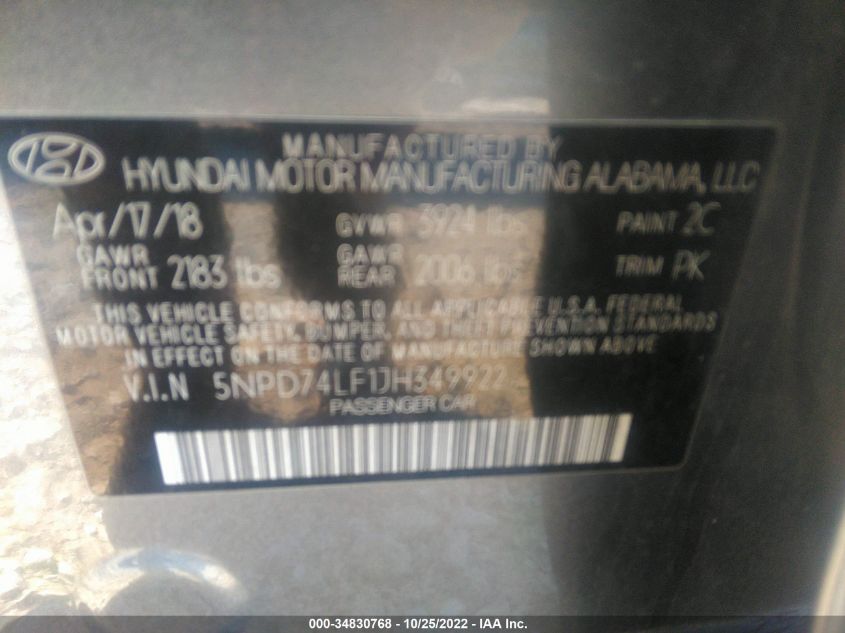 MANUFACTURED BY
HYUNDAI MOTOR MANUFACTURING ALABAMA, LLC
Apr/17/18 GVWR 3924 lbs PAINT 2C
GAWR FRONT 2183 lbs GAWR REAR 2006 lbs TRIM PK
THIS VEHICLE CONFORMS TO ALL APPLICABLE U.S.A. FEDERAL
MOTOR VEHICLE SAFETY, BUMPER, AND THEFT PREVENTION STANDARDS
IN EFFECT ON THE DATE OF MANUFACTURE SHOWN ABOVE
V.I.N 5NPD74LF1JH349922
PASSENGER CAR
000-34830768 - 10/25/2022 - IAA Inc.